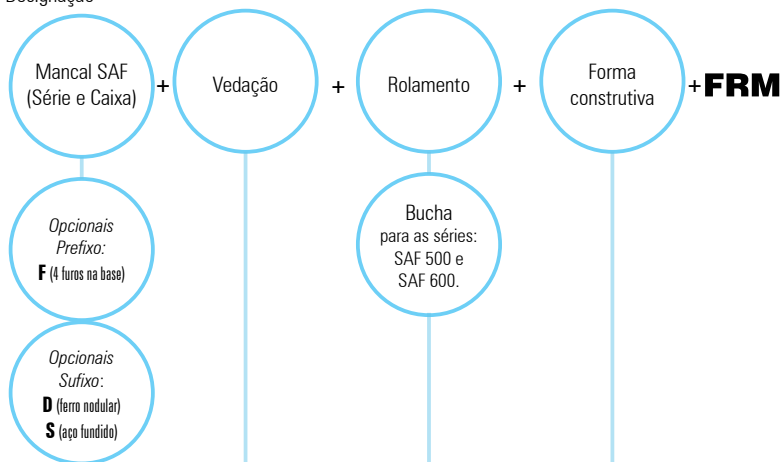 Designação
Mancal SAF
(Série e Caixa)
+
Vedação
+
Rolamento
+
Forma
construtiva
+FRM
Opcionais
Prefixo:
F (4 furos na base)
Bucha
para as séries:
SAF 500 e
SAF 600.
Opcionais
Sufixo:
D (ferro nodular)
S (aço fundido)